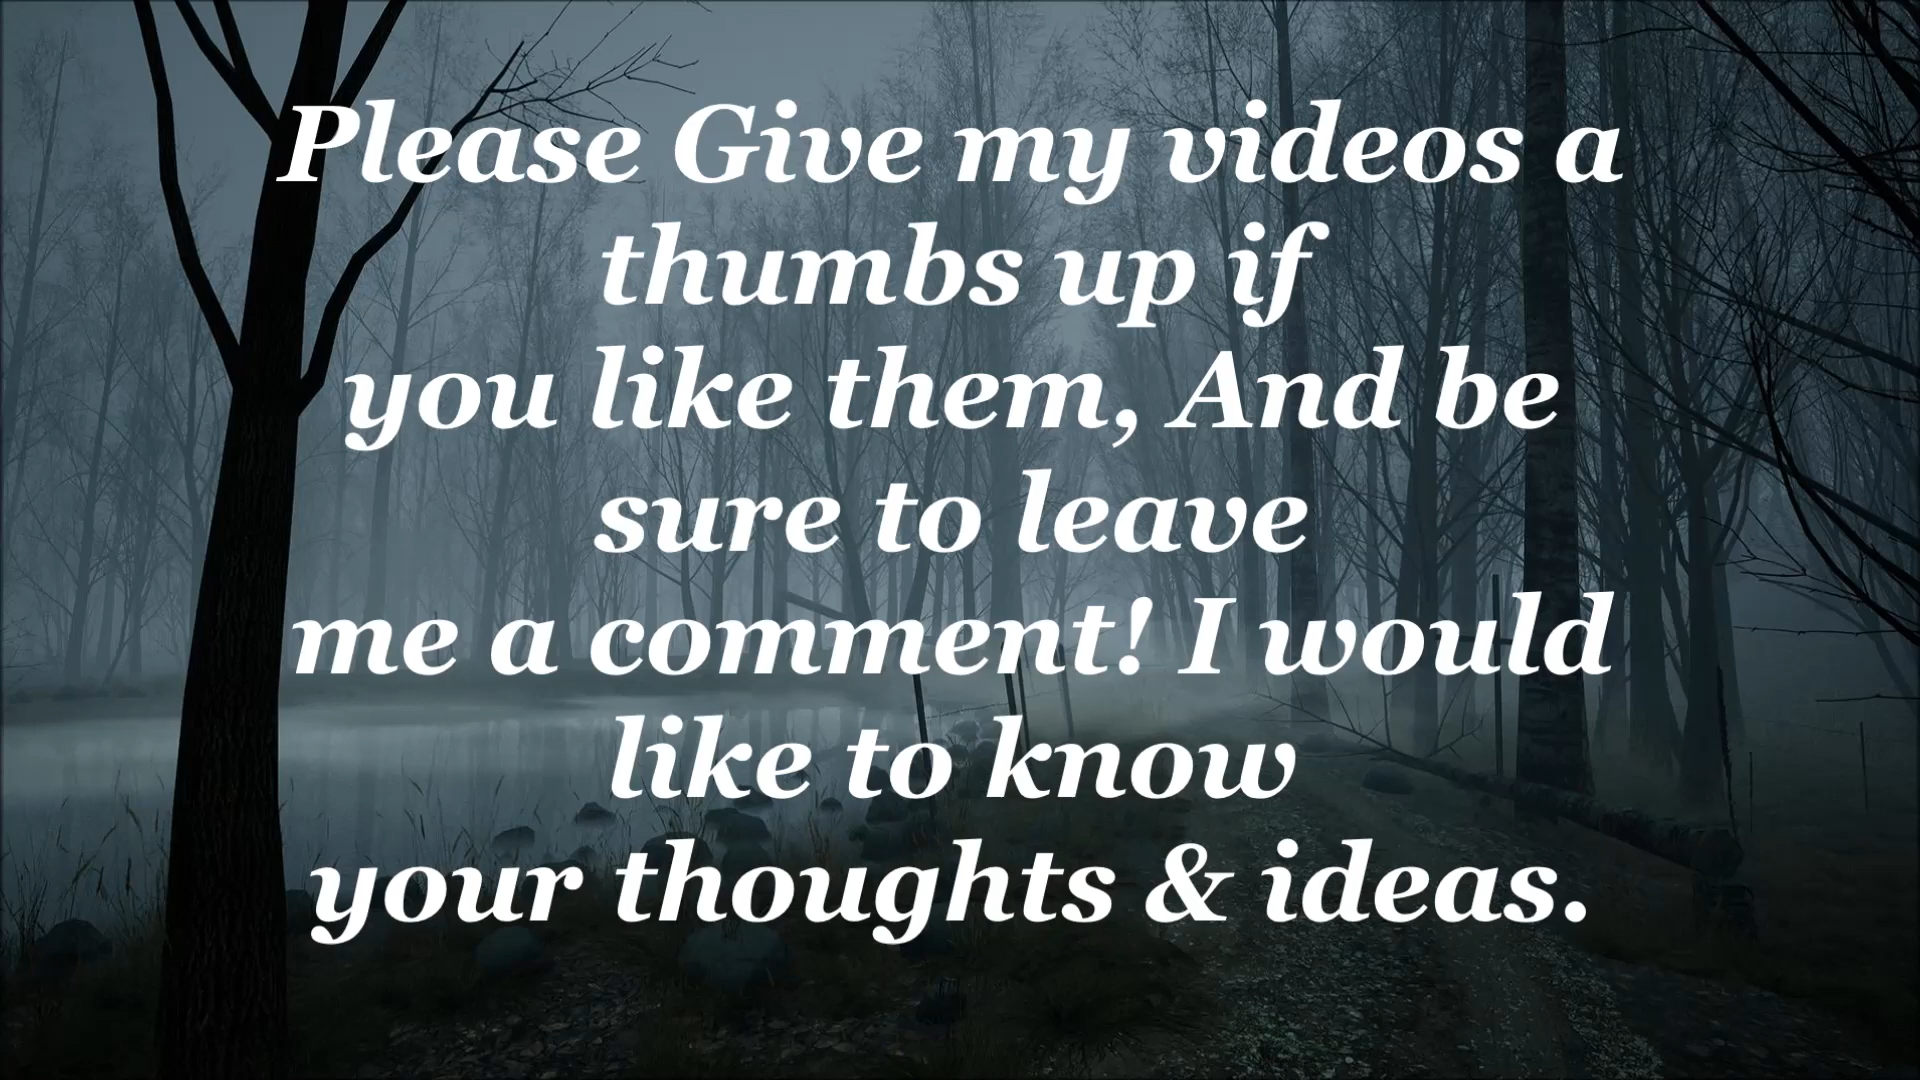 Please Give my videos a
thumbs up if
you like them, And be
sure to leave
me a comment! I would
like to know
your thoughts & ideas.